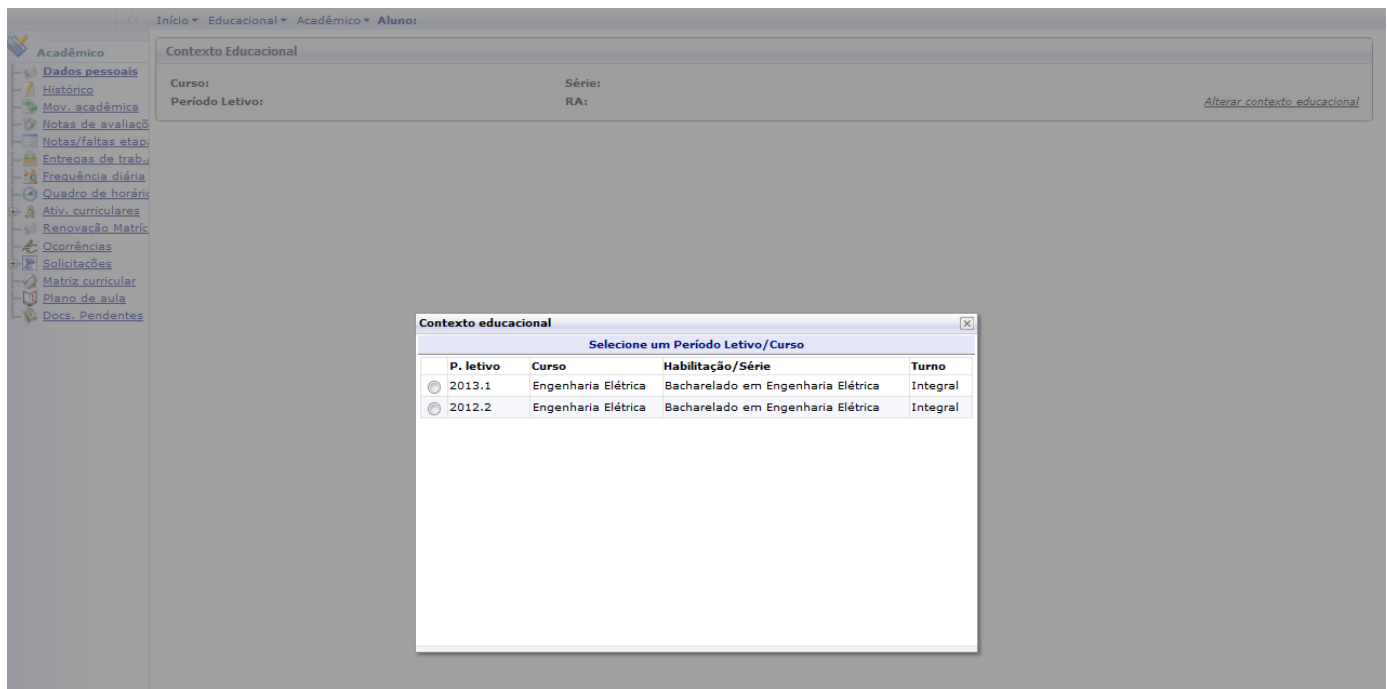 Início Educacional Acadêmico Aluno:
Acadêmico
Dados pessoais
Histórico
Mov. acadêmica
Notas de avaliaçõ
Notas/faltas etapa
Entregas de trab./
Frequência diária
Quadro de horário
Ativ. curriculares
Renovação Matríc
Ocorrências
Solicitações
Matriz curricular
Plano de aula
Docs. Pendentes
Contexto Educacional
Curso: Série:
Período Letivo: RA: Alterar contexto educacional
Contexto educacional
Selecione um Período Letivo/Curso
P. letivo Curso Habilitação/Série Turno
2013.1 Engenharia Elétrica Bacharelado em Engenharia Elétrica Integral
2012.2 Engenharia Elétrica Bacharelado em Engenharia Elétrica Integral